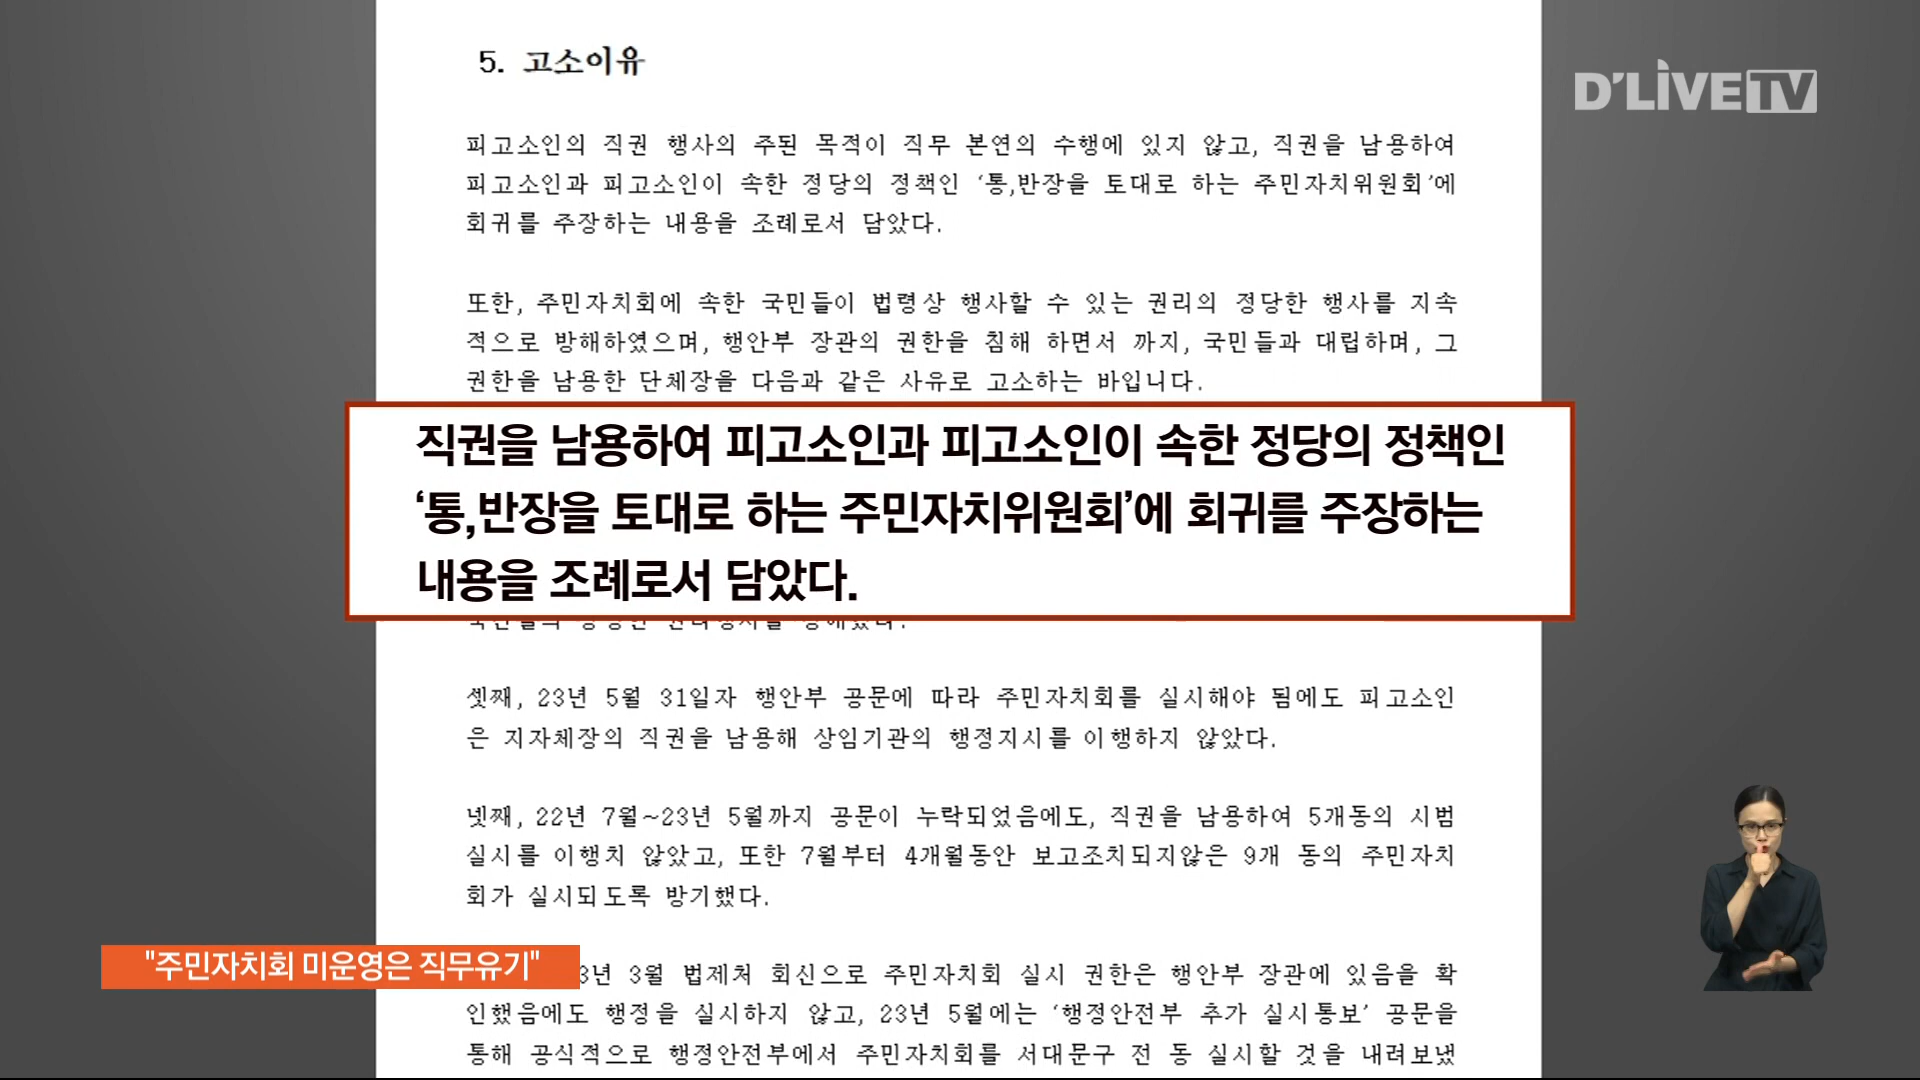 5. 고소이유
D'LIVE TV
피고소인의 직권 행사의 주된 목적이 직무 본연의 수행에 있지 않고, 직권을 남용하여
피고소인과 피고소인이 속한 정당의 정책인 ‘통,반장을 토대로 하는 주민자치위원회’에
회귀를 주장하는 내용을 조례로서 담았다.
또한, 주민자치회에 속한 국민들이 법령상 행사할 수 있는 권리의 정당한 행사를 지속
적으로 방해하였으며, 행안부 장관의 권한을 침해 하면서 까지, 국민들과 대립하며, 그
권한을 남용한 단체장을 다음과 같은 사유로 고소하는 바입니다.
직권을 남용하여 피고소인과 피고소인이 속한 정당의 정책인
‘통,반장을 토대로 하는 주민자치위원회’에 회귀를 주장하는
내용을 조례로서 담았다.
셋째, 23년 5월 31일자 행안부 공문에 따라 주민자치회를 실시해야 됨에도 피고소인
은 지자체장의 직권을 남용해 상임기관의 행정지시를 이행하지 않았다.
넷째, 22년 7월~23년 5월까지 공문이 누락되었음에도, 직권을 남용하여 5개동의 시범
실시를 이행치 않았고, 또한 7월부터 4개월동안 보고조치되지않은 9개 동의 주민자치
회가 실시되도록 방기했다.
"주민자치회 미운영은 직무유기"
3년 3월 법제처 회신으로 주민자치회 실시 권한은 행안부 장관에 있음을 확
인했음에도 행정을 실시하지 않고, 23년 5월에는 ‘행정안전부 추가 실시통보’ 공문을
통해 공식적으로 행정안전부에서 주민자치회를 서대문구 전 동 실시할 것을 내려보냈